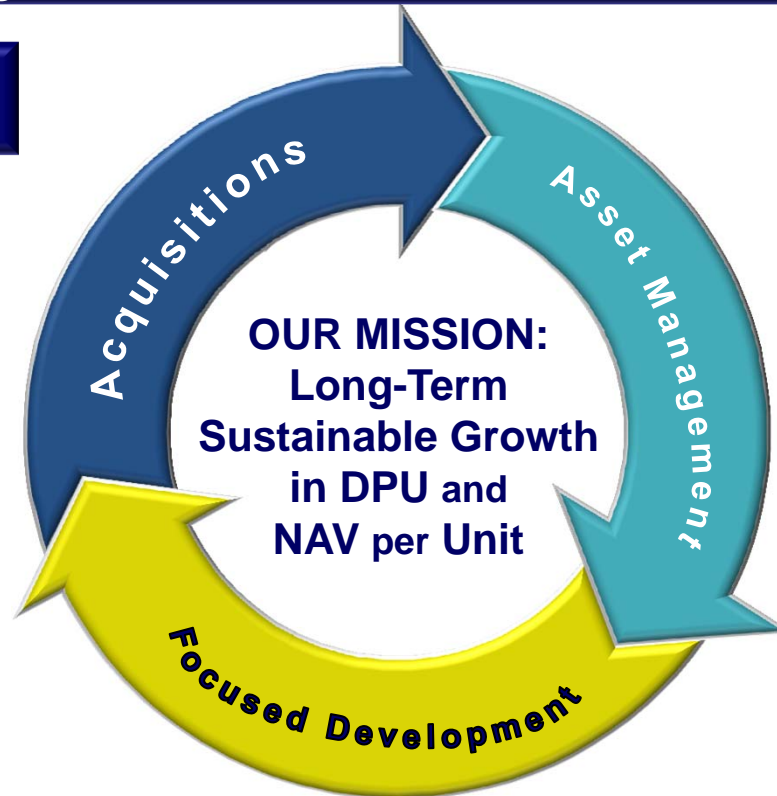 Acquisitions
Asset Management
OUR MISSION:
Long-Term
Sustainable Growth
in DPU and
NAV per Unit
Focused Development